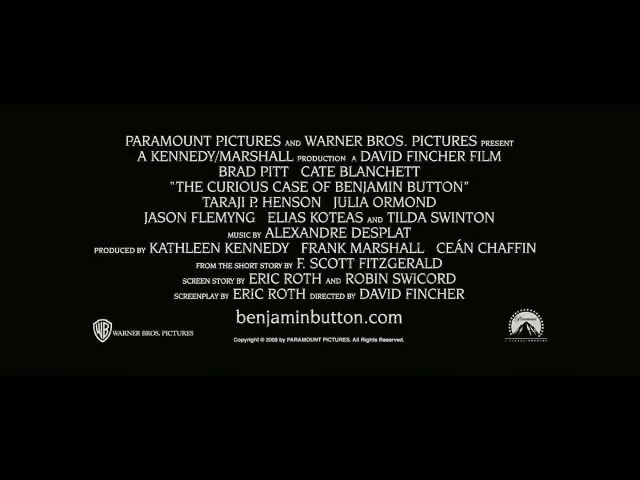 PARAMOUNT PICTURES AND WARNER BROS. PICTURES PRESENT
A KENNEDY/MARSHALL PRODUCTION A DAVID FINCHER FILM
BRAD PITT CATE BLANCHETT
"THE CURIOUS CASE OF BENJAMIN BUTTON"
TARAJI P. HENSON JULIA ORMOND
JASON FLEMYNG ELIAS KOTEAS AND TILDA SWINTON
MUSIC BY ALEXANDRE DESPLAT
PRODUCED BY KATHLEEN KENNEDY FRANK MARSHALL CEÁN CHAFFIN
FROM THE SHORT STORY BY F. SCOTT FITZGERALD
SCREEN STORY BY ERIC ROTH AND ROBIN SWICORD
SCREENPLAY BY ERIC ROTH DIRECTED BY DAVID FINCHER
benjaminbutton.com
WB WARNER BROS. PICTURES
Copyright © 2008 by PARAMOUNT PICTURES. All Rights Reserved.
Paramount